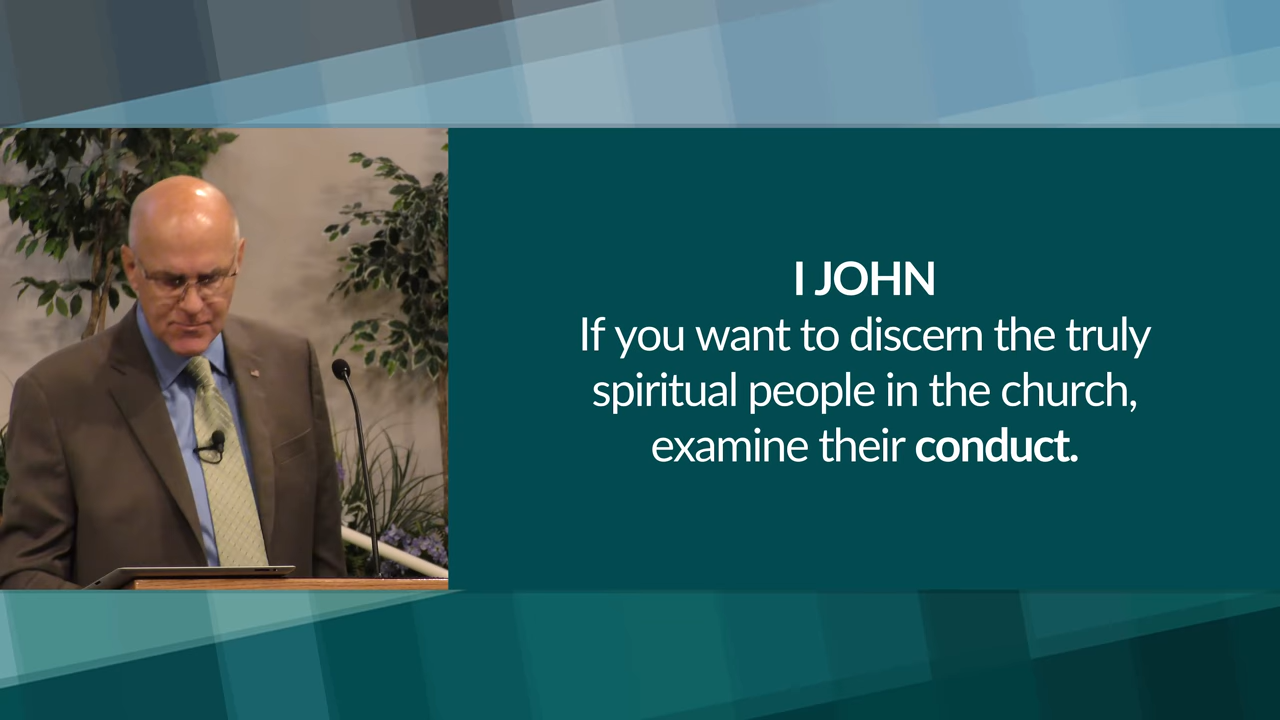 I JOHN
If you want to discern the truly
spiritual people in the church,
examine their conduct.